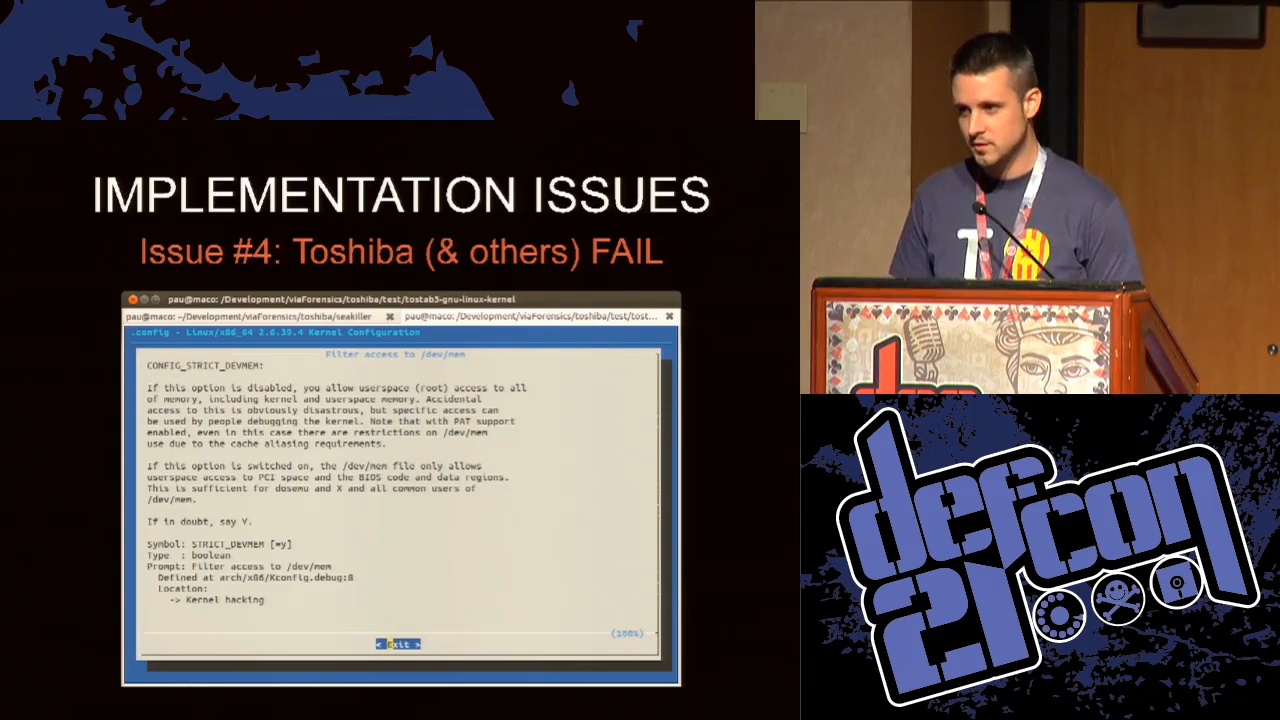 IMPLEMENTATION ISSUES
Issue #4: Toshiba (& others) FAIL
pau@maco: /Development/viaForensics/toshiba/test/tostab3-gnu-linux-kernel
pau@maco: ~/Development/viaForensics/toshiba/seakiller
pau@maco: /Development/viaForensics/toshiba/test/tost...
.config - Linux/x86_64 2.6.39.4 Kernel Configuration
Filter access to /dev/mem
CONFIG_STRICT_DEVMEM:
If this option is disabled, you allow userspace (root) access to all
of memory, including kernel and userspace memory. Accidental
access to this is obviously disastrous, but specific access can
be used by people debugging the kernel. Note that with PAT support
enabled, even in this case there are restrictions on /dev/mem
use due to the cache aliasing requirements.
If this option is switched on, the /dev/mem file only allows
userspace access to PCI space and the BIOS code and data regions.
This is sufficient for dosemu and X and all common users of
/dev/mem.
If in doubt, say Y.
Symbol: STRICT_DEVMEM [=y]
Type : boolean
Prompt: Filter access to /dev/mem
Defined at arch/x86/Kconfig.debug:8
Location:
-> Kernel hacking
(100%)
< Exit >
defcon
21